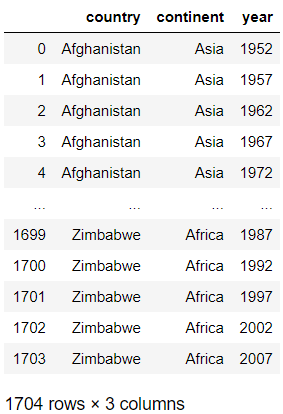 country continent year
0 Afghanistan Asia 1952
1 Afghanistan Asia 1957
2 Afghanistan Asia 1962
3 Afghanistan Asia 1967
4 Afghanistan Asia 1972
... ... ... ...
1699 Zimbabwe Africa 1987
1700 Zimbabwe Africa 1992
1701 Zimbabwe Africa 1997
1702 Zimbabwe Africa 2002
1703 Zimbabwe Africa 2007
1704 rows × 3 columns